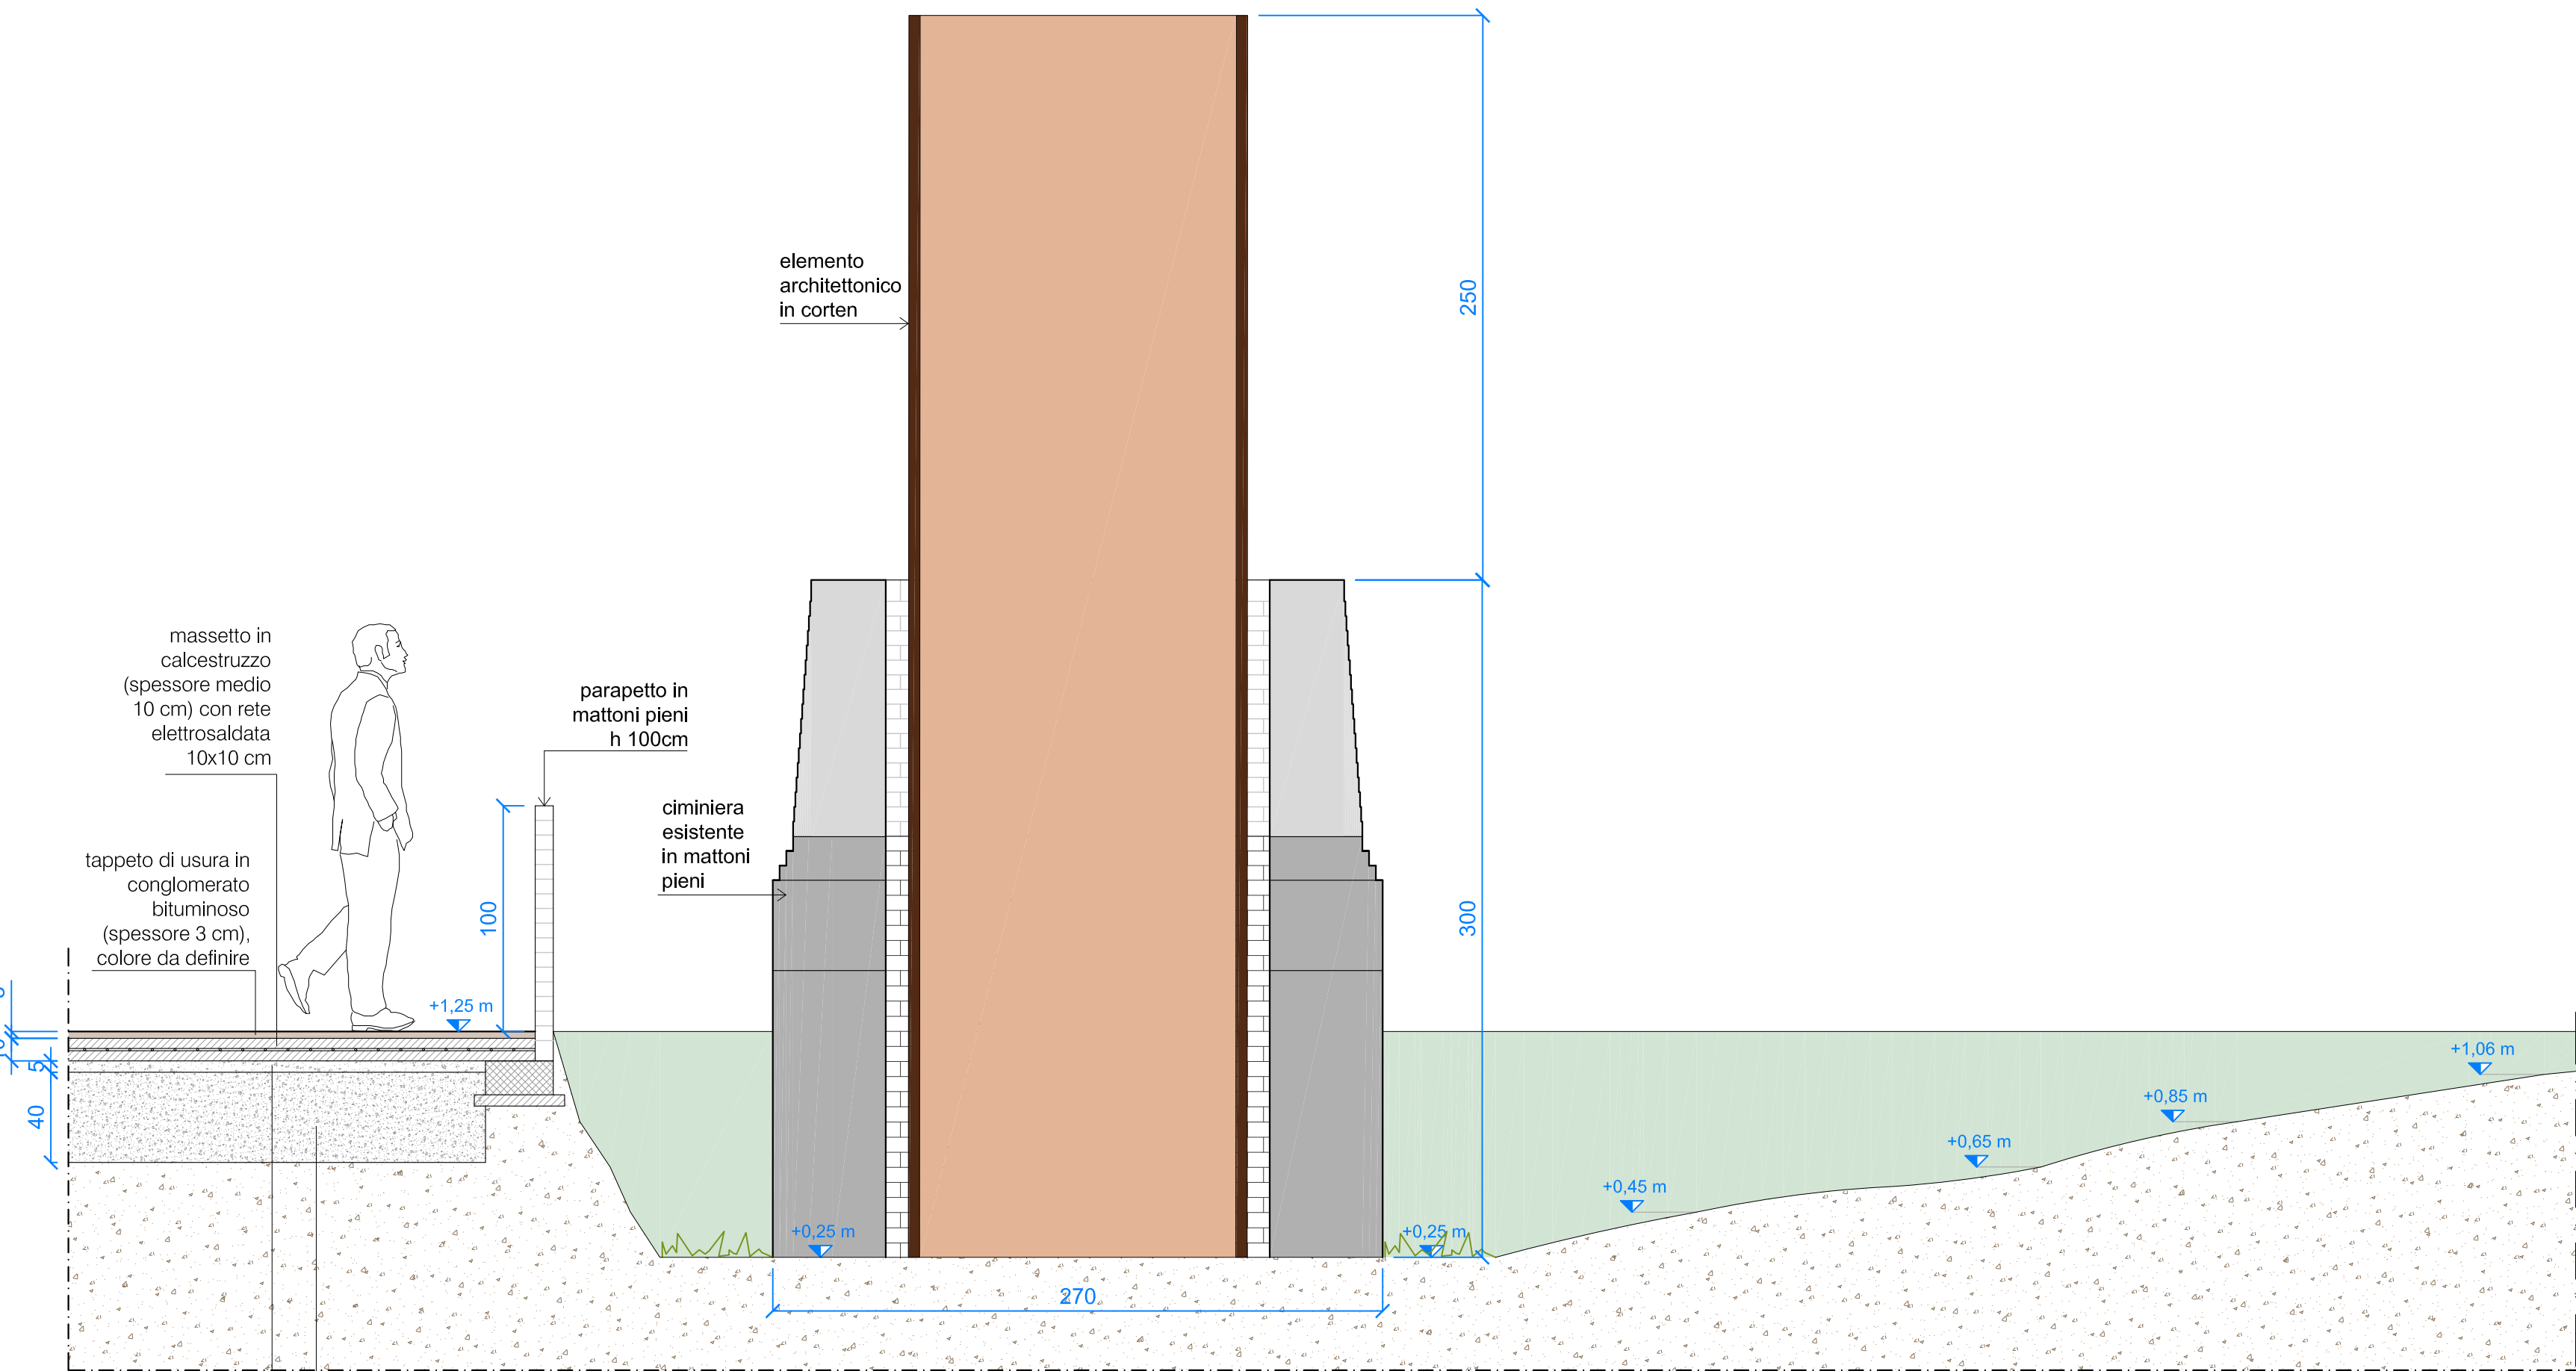 elemento
architettonico
in corten
250
massetto in
calcestruzzo
(spessore medio
10 cm) con rete
elettrosaldata
10x10 cm
parapetto in
mattoni pieni
h 100cm
ciminiera
esistente
in mattoni
pieni
tappeto di usura in
conglomerato
bituminoso
(spessore 3 cm),
colore da definire
100
300
+1,25 m
5
40
+1,06 m
+0,85 m
+0,65 m
+0,45 m
+0,25 m
+0,25 m
270